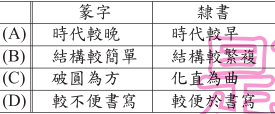 篆字 隸書
(A) 時代較晚 時代較早
(B) 結構較簡單 結構較繁複
(C) 破圓為方 化直為曲
(D) 較不便書寫 較便於書寫